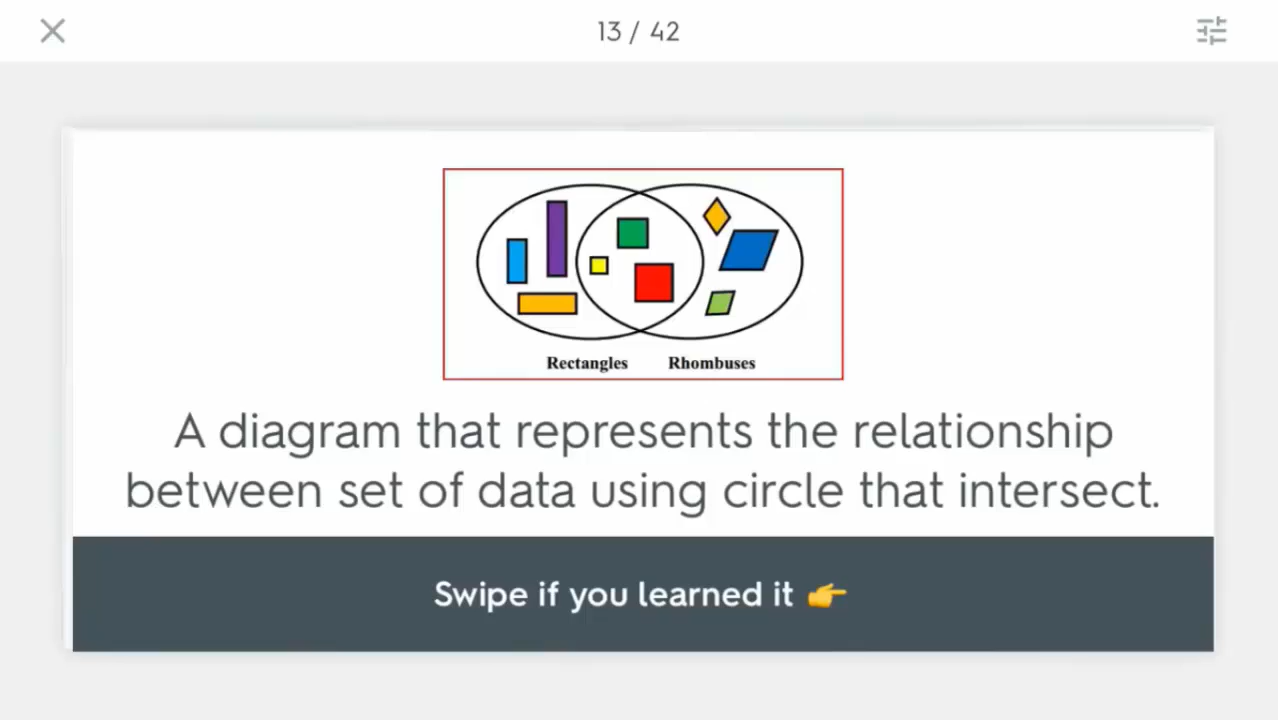 13 / 42
Rectangles Rhombuses
A diagram that represents the relationship
between set of data using circle that intersect.
Swipe if you learned it 👉